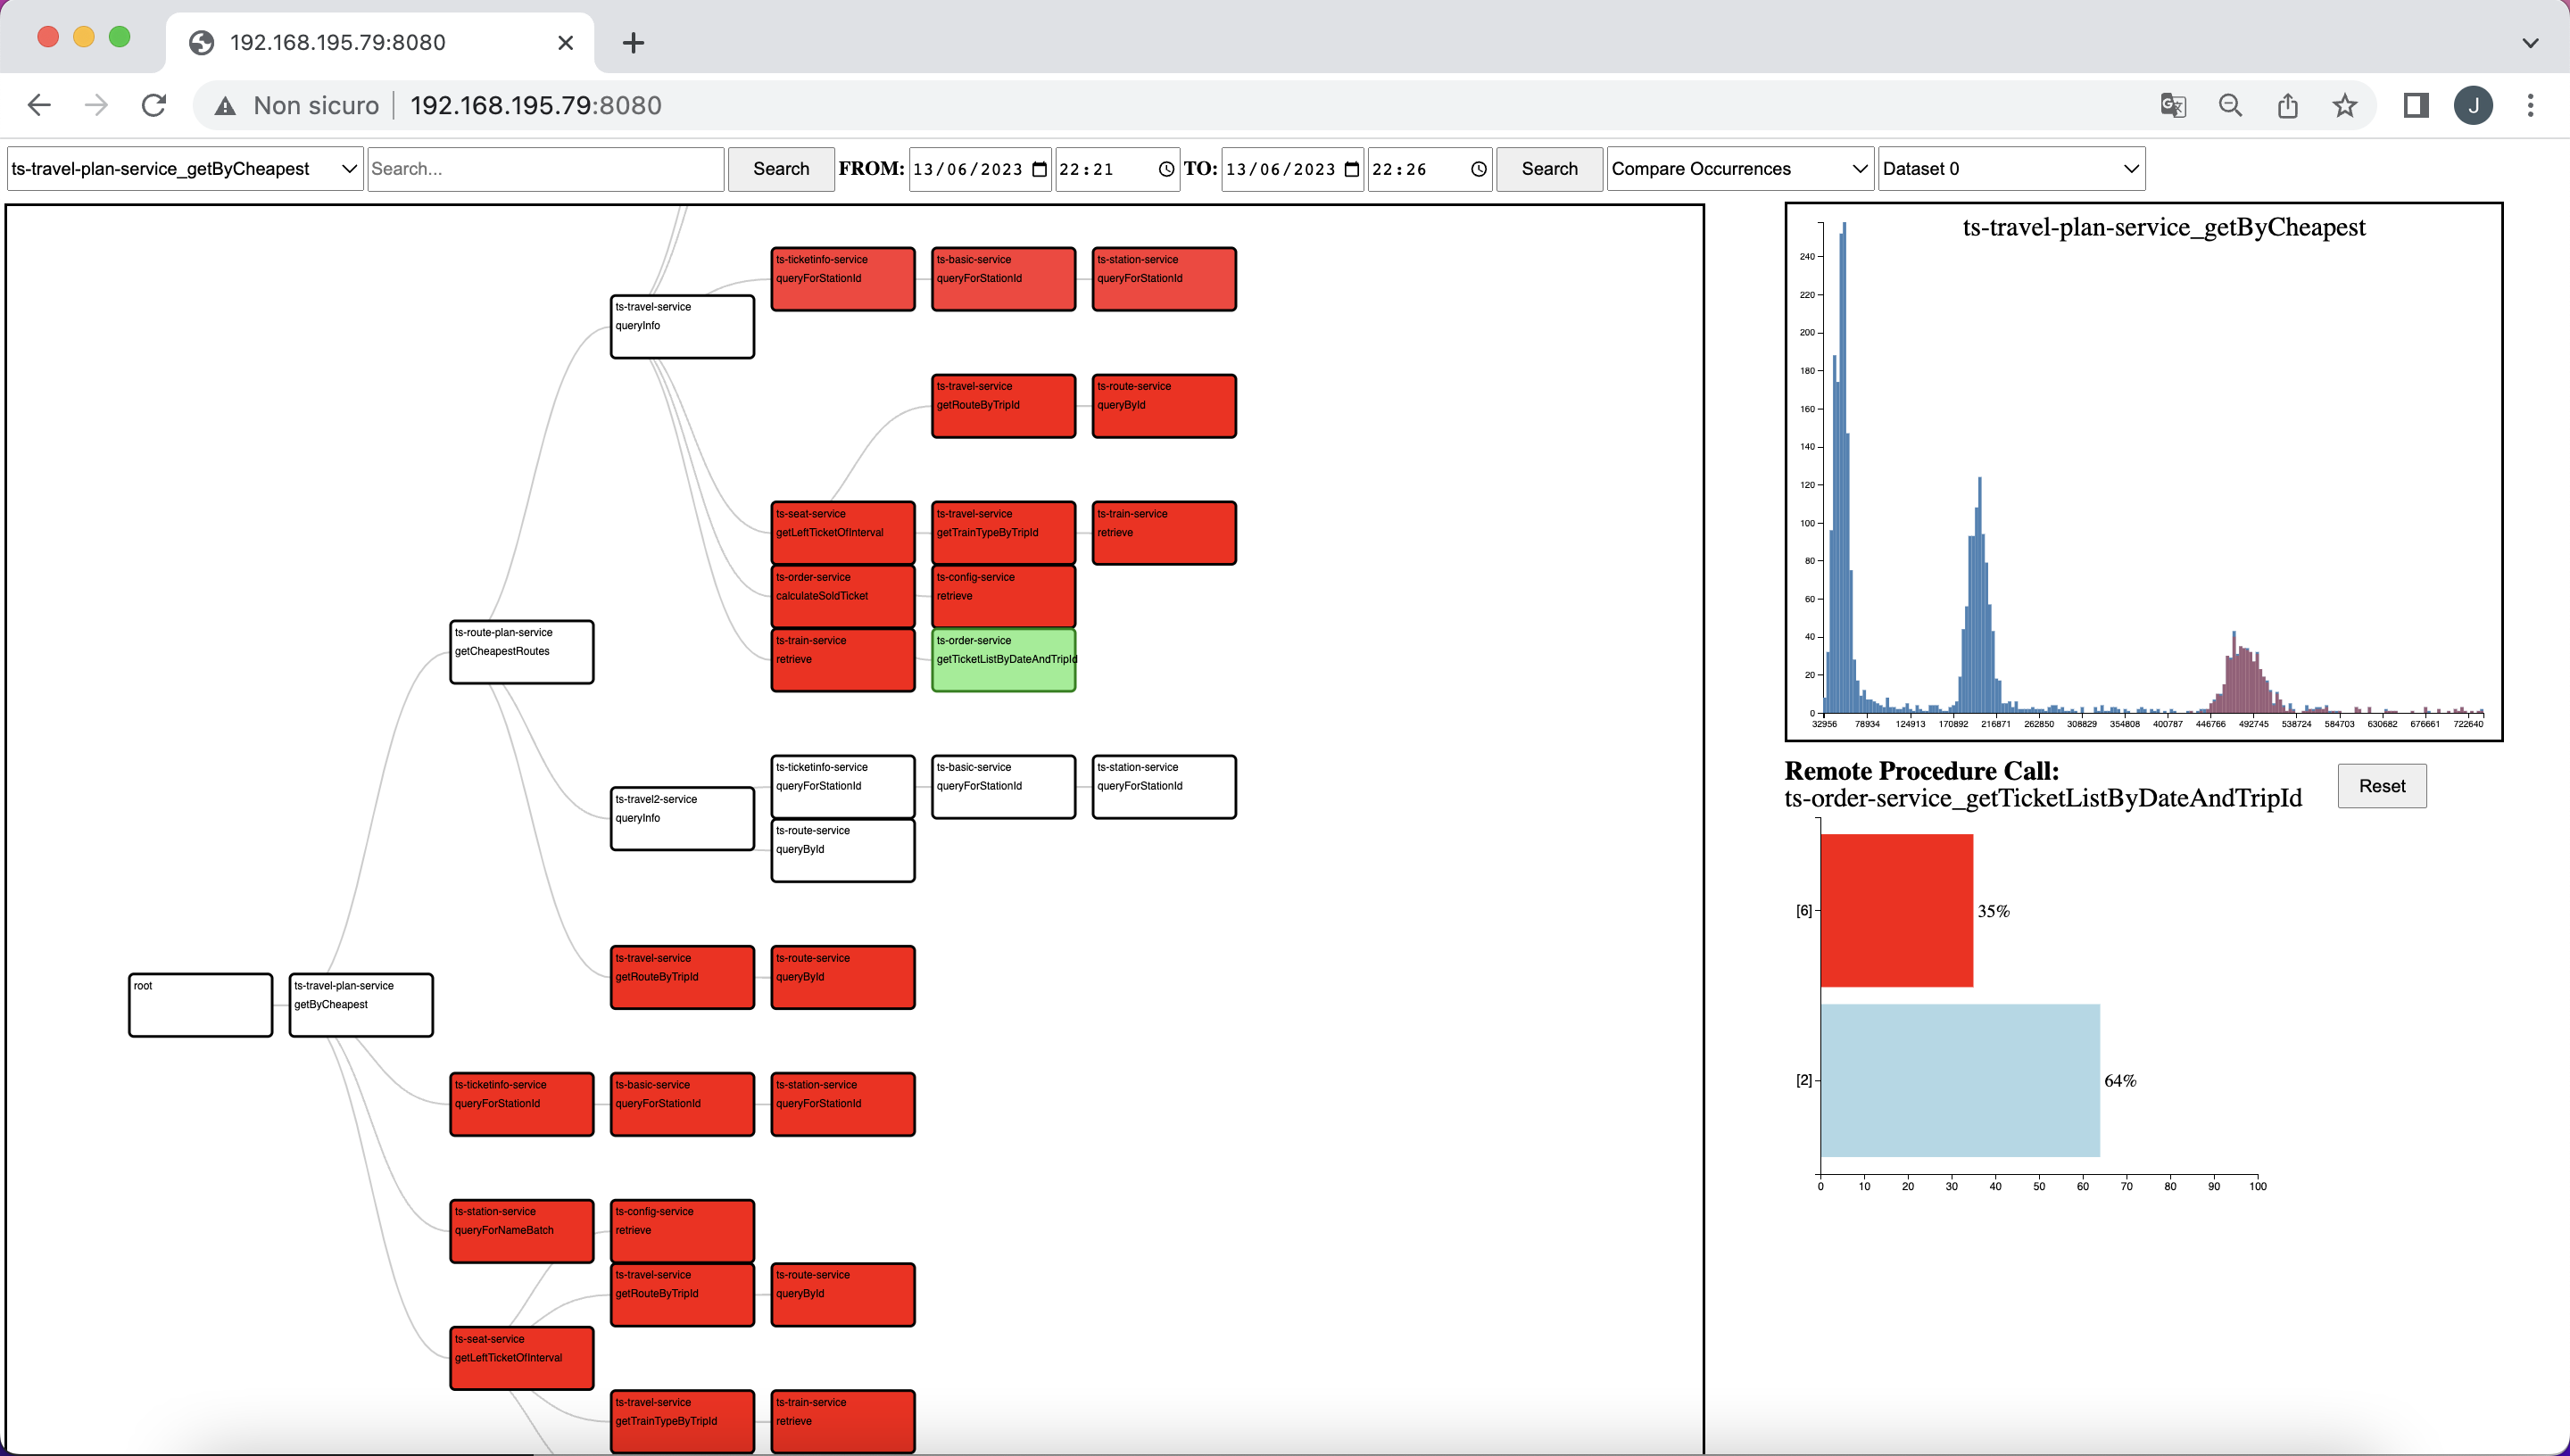 192.168.195.79:8080
Non sicuro
192.168.195.79:8080
J
ts-travel-plan-service_getByCheapest
Search...
Search
FROM: 13/06/2023 22:21 TO: 13/06/2023 22:26
Search
Compare Occurrences
Dataset 0
ts-ticketinfo-service
queryForStationId
ts-basic-service
queryForStationId
ts-station-service
queryForStationId
ts-travel-service
queryInfo
ts-travel-service
getRouteByTripId
ts-route-service
queryById
ts-seat-service
getLeftTicketOfInterval
ts-travel-service
getTrainTypeByTripId
ts-train-service
retrieve
ts-order-service
calculateSoldTicket
ts-config-service
retrieve
ts-train-service
retrieve
ts-order-service
getTicketListByDateAndTripId
ts-route-plan-service
getCheapestRoutes
ts-ticketinfo-service
queryForStationId
ts-basic-service
queryForStationId
ts-station-service
queryForStationId
ts-travel2-service
queryInfo
ts-route-service
queryById
ts-travel-service
getRouteByTripId
ts-route-service
queryById
root
ts-travel-plan-service
getByCheapest
ts-ticketinfo-service
queryForStationId
ts-basic-service
queryForStationId
ts-station-service
queryForStationId
ts-station-service
queryForNameBatch
ts-config-service
retrieve
ts-travel-service
getRouteByTripId
ts-route-service
queryById
ts-seat-service
getLeftTicketOfInterval
ts-travel-service
getTrainTypeByTripId
ts-train-service
retrieve
ts-travel-plan-service_getByCheapest
240
220
200
180
160
140
120
100
80
60
40
20
0
32956 78934 124913 170892 216871 262850 308829 354808 400787 446766 492745 538724 584703 630682 676661 722640
Remote Procedure Call:
ts-order-service_getTicketListByDateAndTripId
Reset
[6] 35%
[2] 64%
0 10 20 30 40 50 60 70 80 90 100